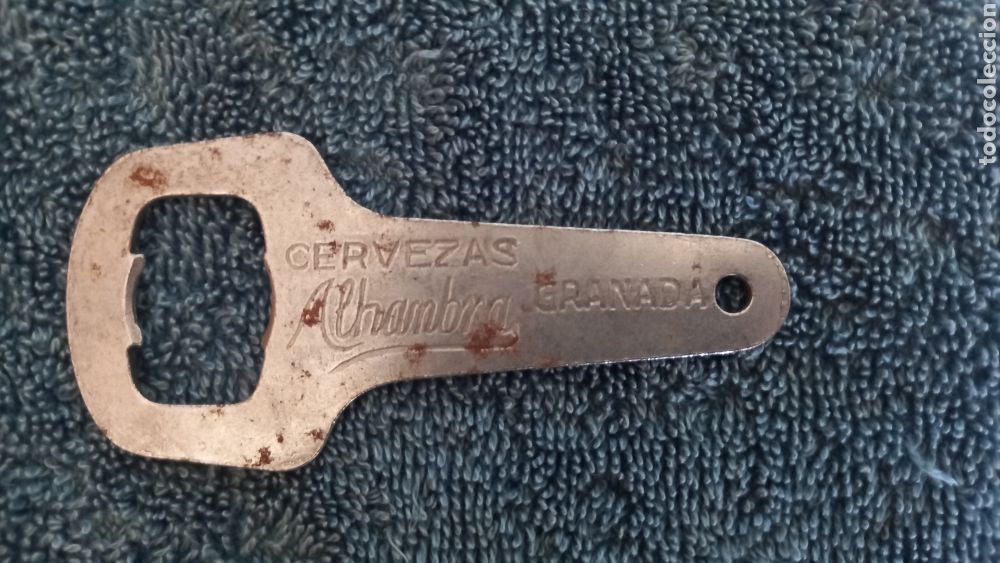 CERVEZAS
Alhambra GRANADA
todocoleccion